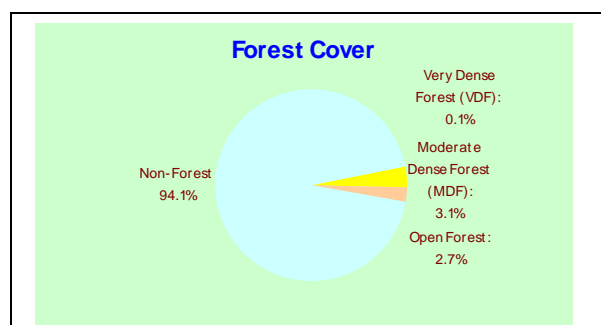 Forest Cover
Very Dense
Forest (VDF):
0.1%
Moderate
Dense Forest
(MDF):
3.1%
Open Forest:
2.7%
Non-Forest
94.1%